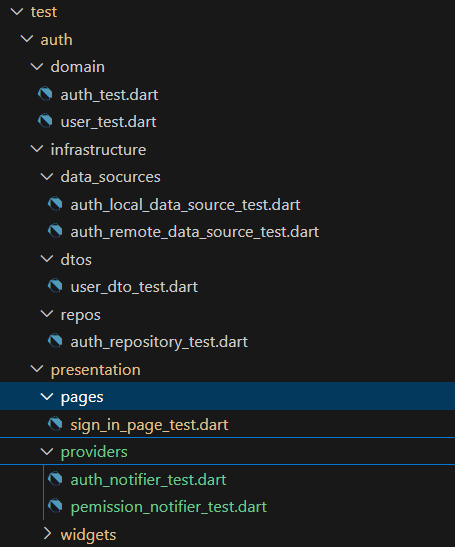 test
auth
domain
auth_test.dart
user_test.dart
infrastructure
data_socurces
auth_local_data_source_test.dart
auth_remote_data_source_test.dart
dtos
user_dto_test.dart
repos
auth_repository_test.dart
presentation
pages
sign_in_page_test.dart
providers
auth_notifier_test.dart
pemission_notifier_test.dart
widgets